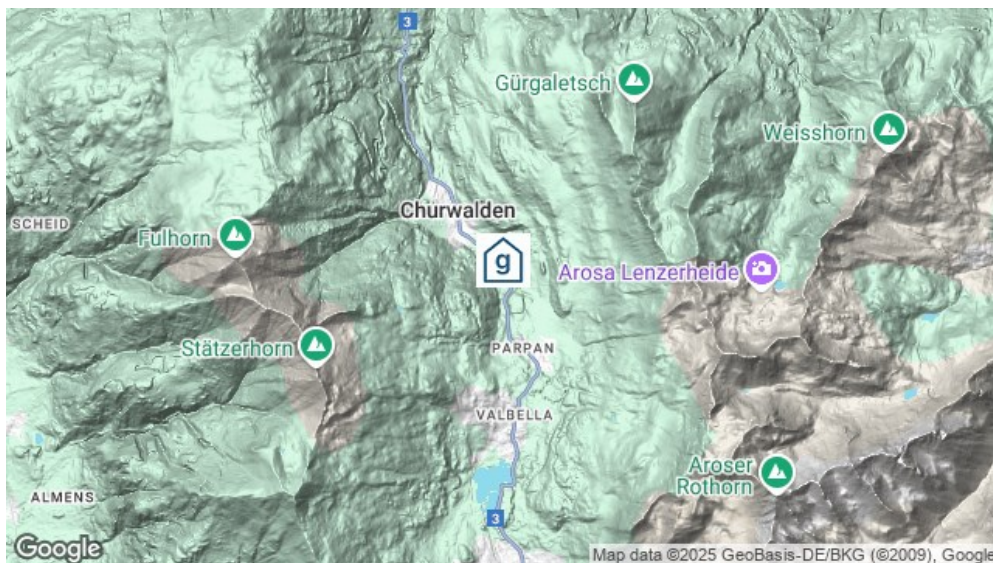 3
Gürgaletsch
Weisshorn
Churwalden
SCHEID
Fulhorn
g
Arosa Lenzerheide
Stätzerhorn
PARPAN
VALBELLA
Aroser
Rothorn
ALMENS
3
Google
Map data ©2025 GeoBasis-DE/BKG (©2009), Google